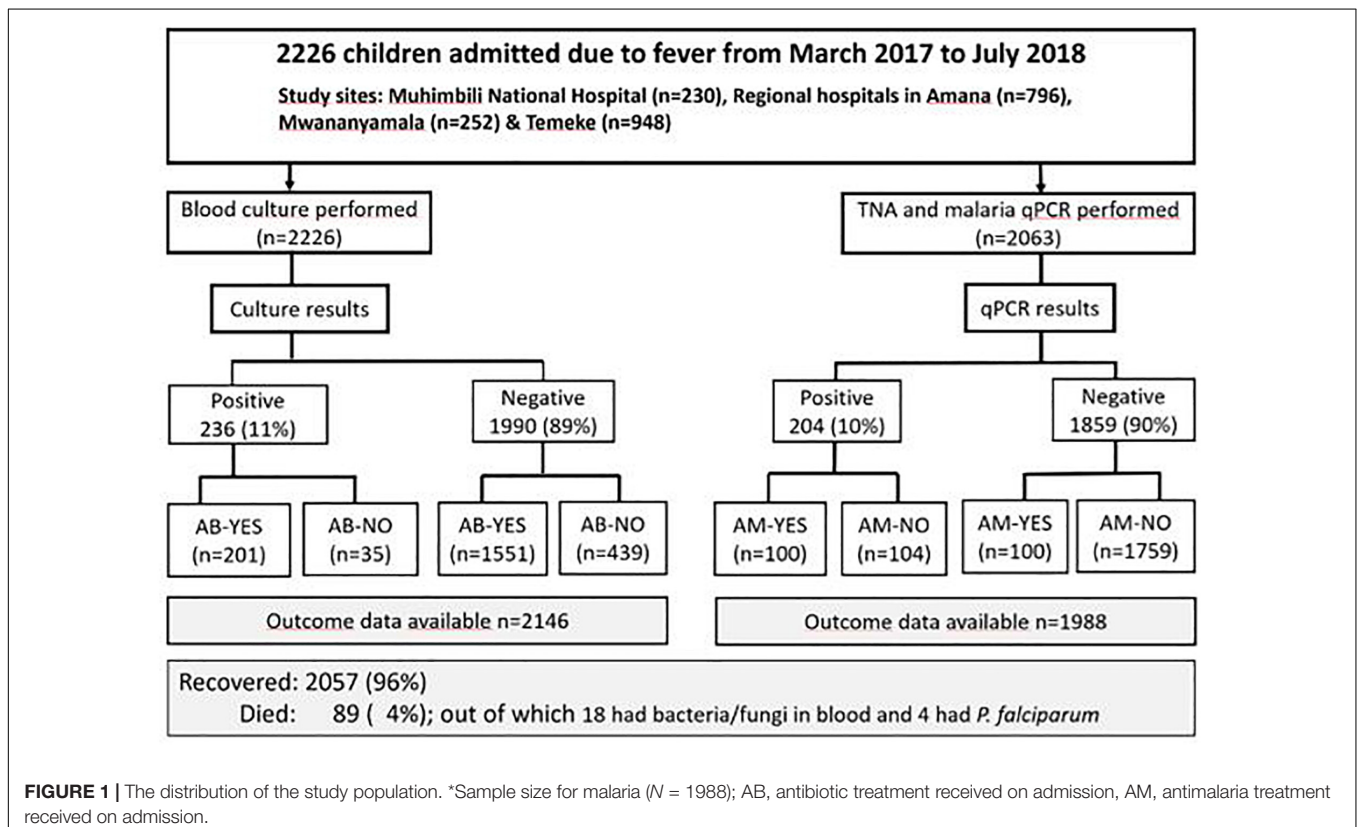 2226 children admitted due to fever from March 2017 to July 2018
Study sites: Muhimbili National Hospital (n=230), Regional hospitals in Amana (n=796),
Mwananyamala (n=252) & Temeke (n=948)
Blood culture performed
(n=2226)
TNA and malaria qPCR performed
(n=2063)
Culture results
qPCR results
Positive
236 (11%)
Negative
1990 (89%)
Positive
204 (10%)
Negative
1859 (90%)
AB-YES
(n=201)
AB-NO
(n=35)
AB-YES
(n=1551)
AB-NO
(n=439)
AM-YES
(n=100)
AM-NO
(n=104)
AM-YES
(n=100)
AM-NO
(n=1759)
Outcome data available n=2146
Outcome data available n=1988
Recovered: 2057 (96%)
Died: 89 ( 4%); out of which 18 had bacteria/fungi in blood and 4 had P. falciparum
FIGURE 1 | The distribution of the study population. *Sample size for malaria (N = 1988); AB, antibiotic treatment received on admission, AM, antimalaria treatment
received on admission.